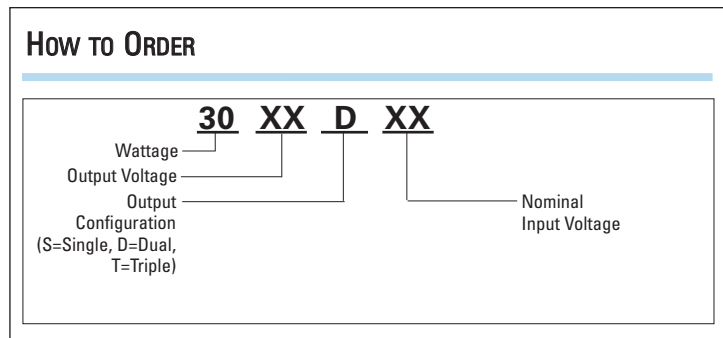 HOW TO ORDER
30 XX D XX
Wattage
Output Voltage
Output
Configuration
(S=Single, D=Dual,
T=Triple)
Nominal
Input Voltage